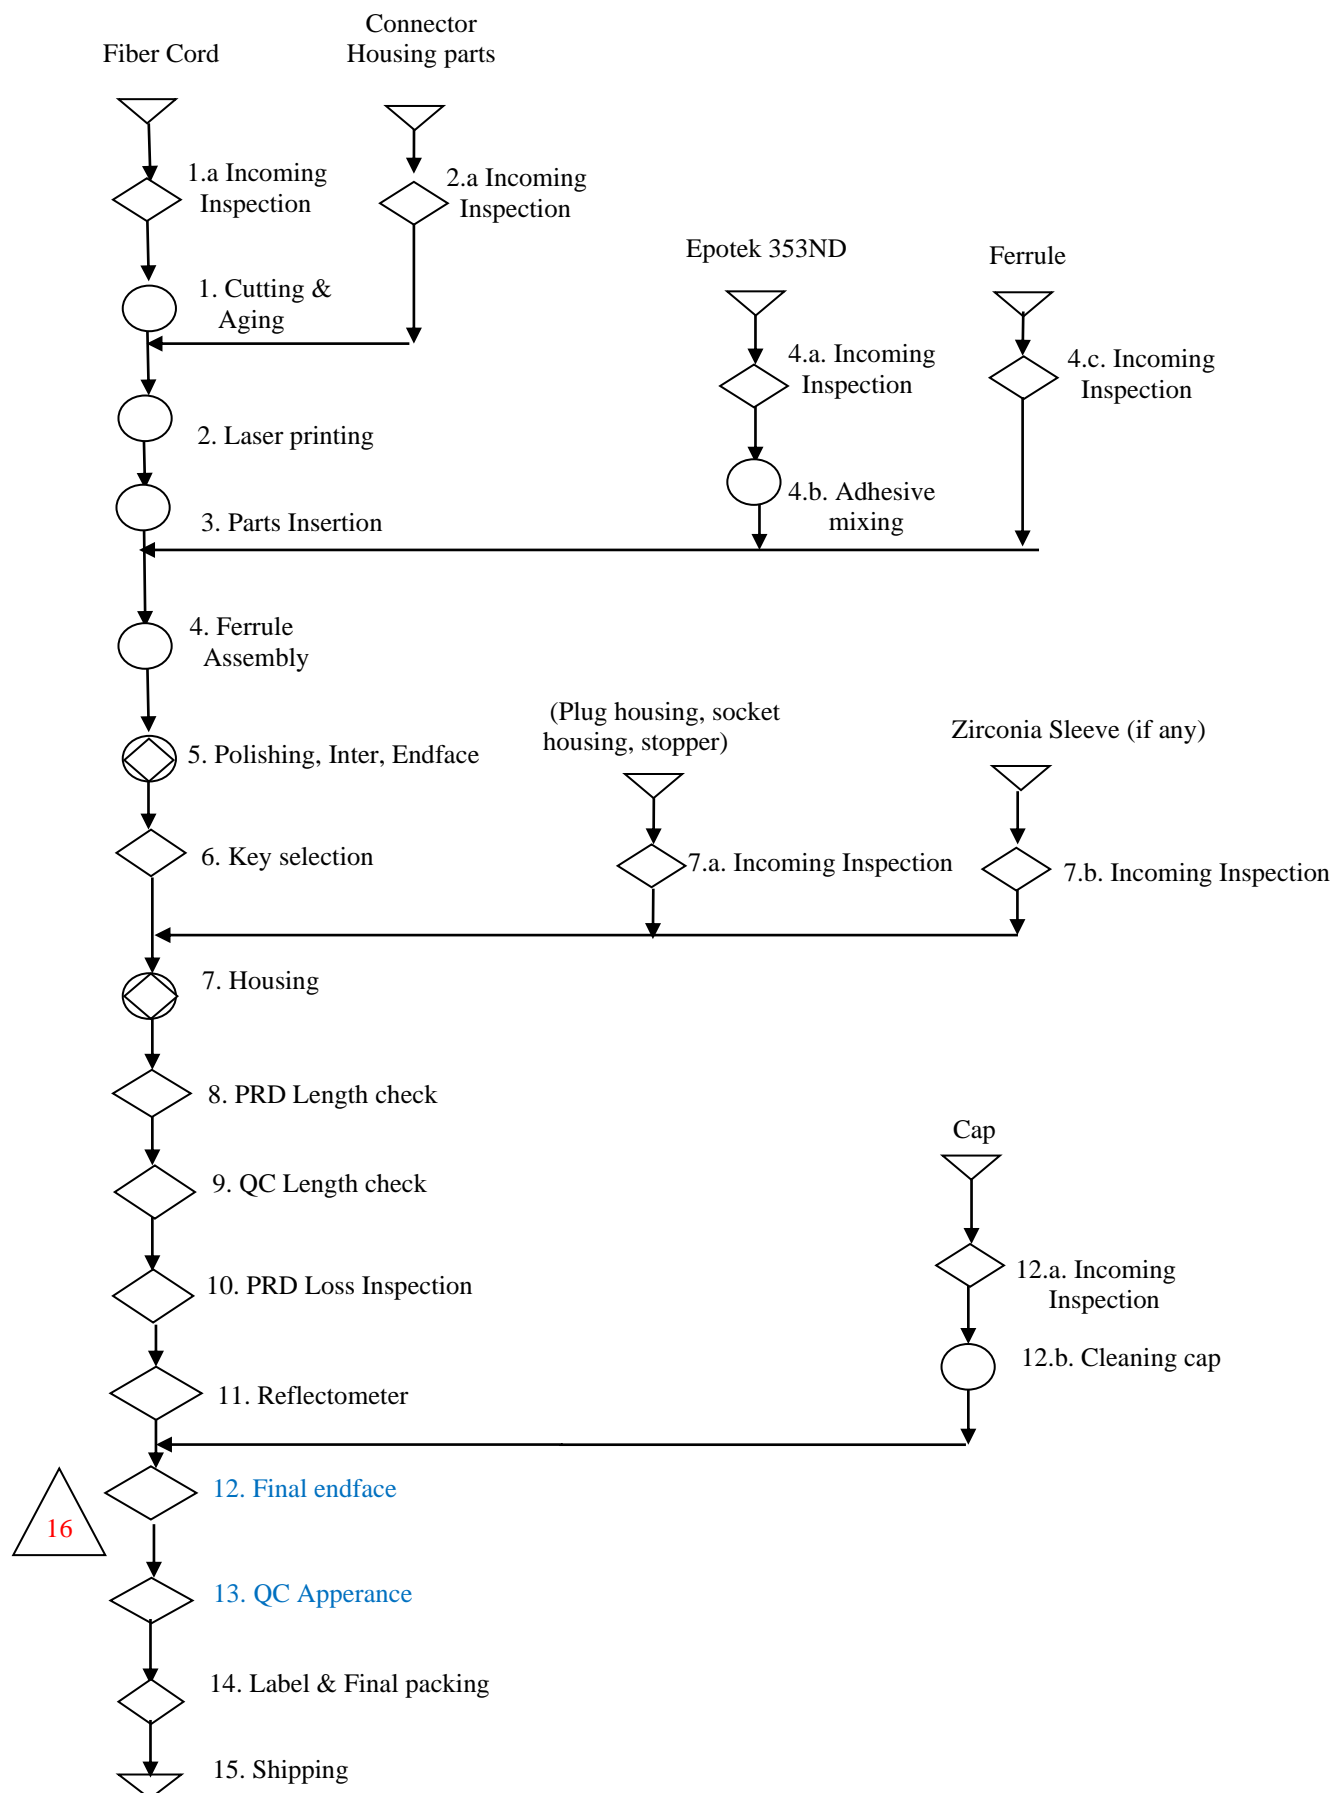 Connector
Fiber Cord
Housing parts
1.a Incoming
Inspection
2.a Incoming
Inspection
Epotek 353ND
Ferrule
1. Cutting &
Aging
4.a. Incoming
Inspection
4.c. Incoming
Inspection
2. Laser printing
4.b. Adhesive
mixing
3. Parts Insertion
4. Ferrule
Assembly
(Plug housing, socket
housing, stopper)
Zirconia Sleeve (if any)
5. Polishing, Inter, Endface
6. Key selection
7.a. Incoming Inspection
7.b. Incoming Inspection
7. Housing
8. PRD Length check
Cap
9. QC Length check
10. PRD Loss Inspection
12.a. Incoming
Inspection
12.b. Cleaning cap
11. Reflectometer
12. Final endface
16
13. QC Apperance
14. Label & Final packing
15. Shipping